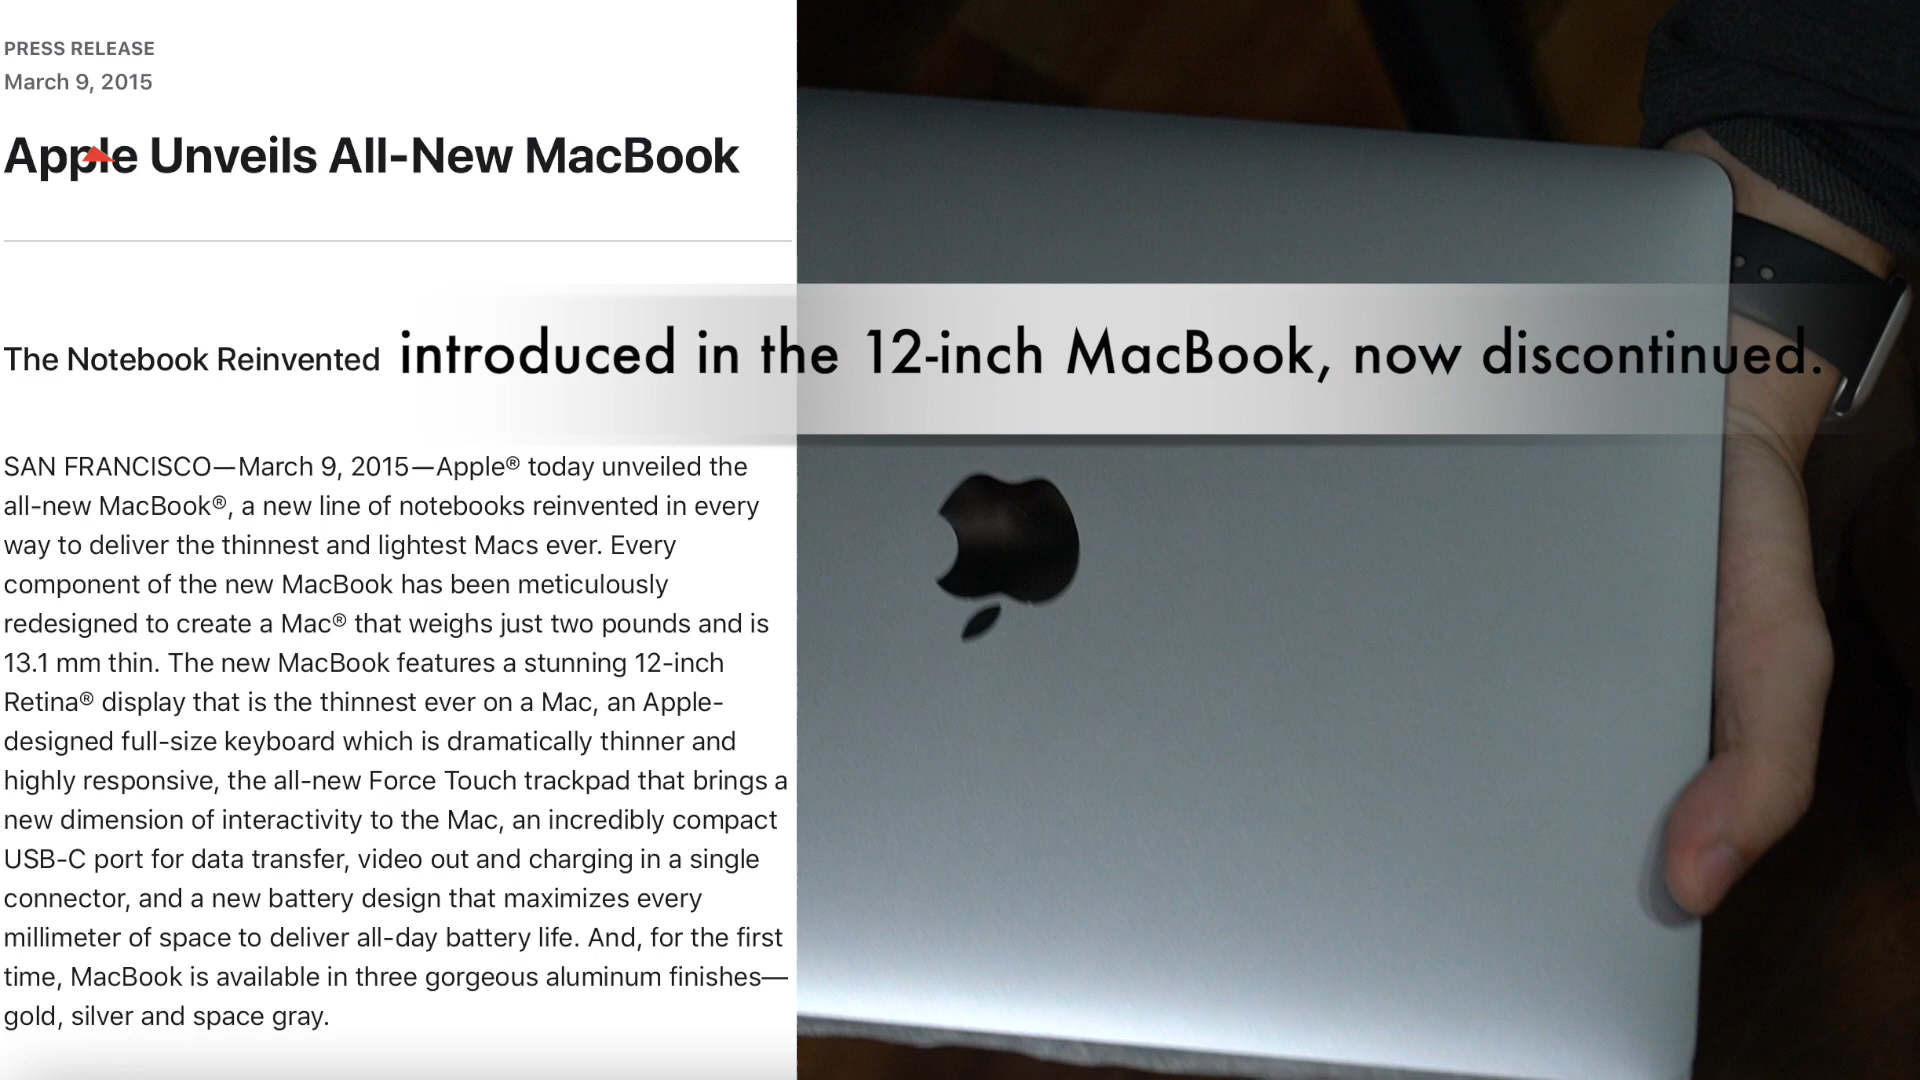 PRESS RELEASE
March 9, 2015
Apple Unveils All-New MacBook
The Notebook Reinvented
introduced in the 12-inch MacBook, now discontinued.
SAN FRANCISCO—March 9, 2015—Apple® today unveiled the
all-new MacBook®, a new line of notebooks reinvented in every
way to deliver the thinnest and lightest Macs ever. Every
component of the new MacBook has been meticulously
redesigned to create a Mac® that weighs just two pounds and is
13.1 mm thin. The new MacBook features a stunning 12-inch
Retina® display that is the thinnest ever on a Mac, an Apple-
designed full-size keyboard which is dramatically thinner and
highly responsive, the all-new Force Touch trackpad that brings a
new dimension of interactivity to the Mac, an incredibly compact
USB-C port for data transfer, video out and charging in a single
connector, and a new battery design that maximizes every
millimeter of space to deliver all-day battery life. And, for the first
time, MacBook is available in three gorgeous aluminum finishes—
gold, silver and space gray.